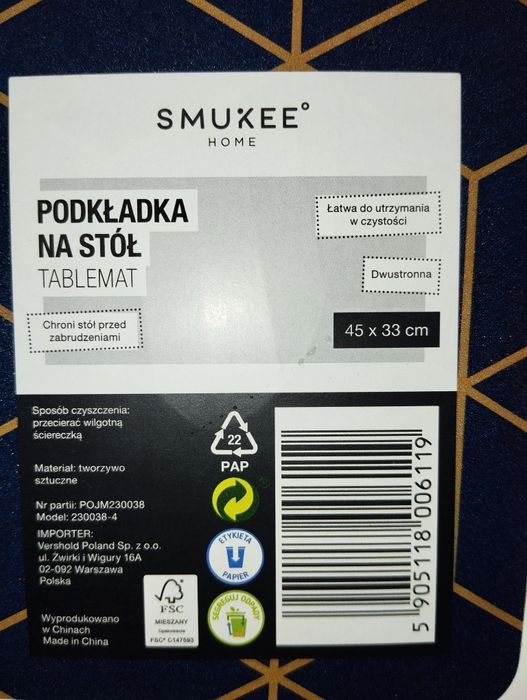 SMUKEE°
HOME
PODKŁADKA
NA STÓŁ
TABLEMAT
Łatwa do utrzymania
w czystości
Dwustronna
Chroni stół przed
zabrudzeniami
45 x 33 cm
Sposób czyszczenia:
przecierać wilgotną
ściereczką
Materiał: tworzywo
sztuczne
Nr partii: POJM230038
Model: 230038-4
IMPORTER:
Vershold Poland Sp. z o.o.
ul. Żwirki i Wigury 16A
02-092 Warszawa
Polska
Wyprodukowano
w Chinach
Made in China
22
PAP
ETYKIETA
PAPIER
SEGREGUJ ODPADY
FSC
MIESZANY
Opakowanie
FSC® C147593
5 905118 006119